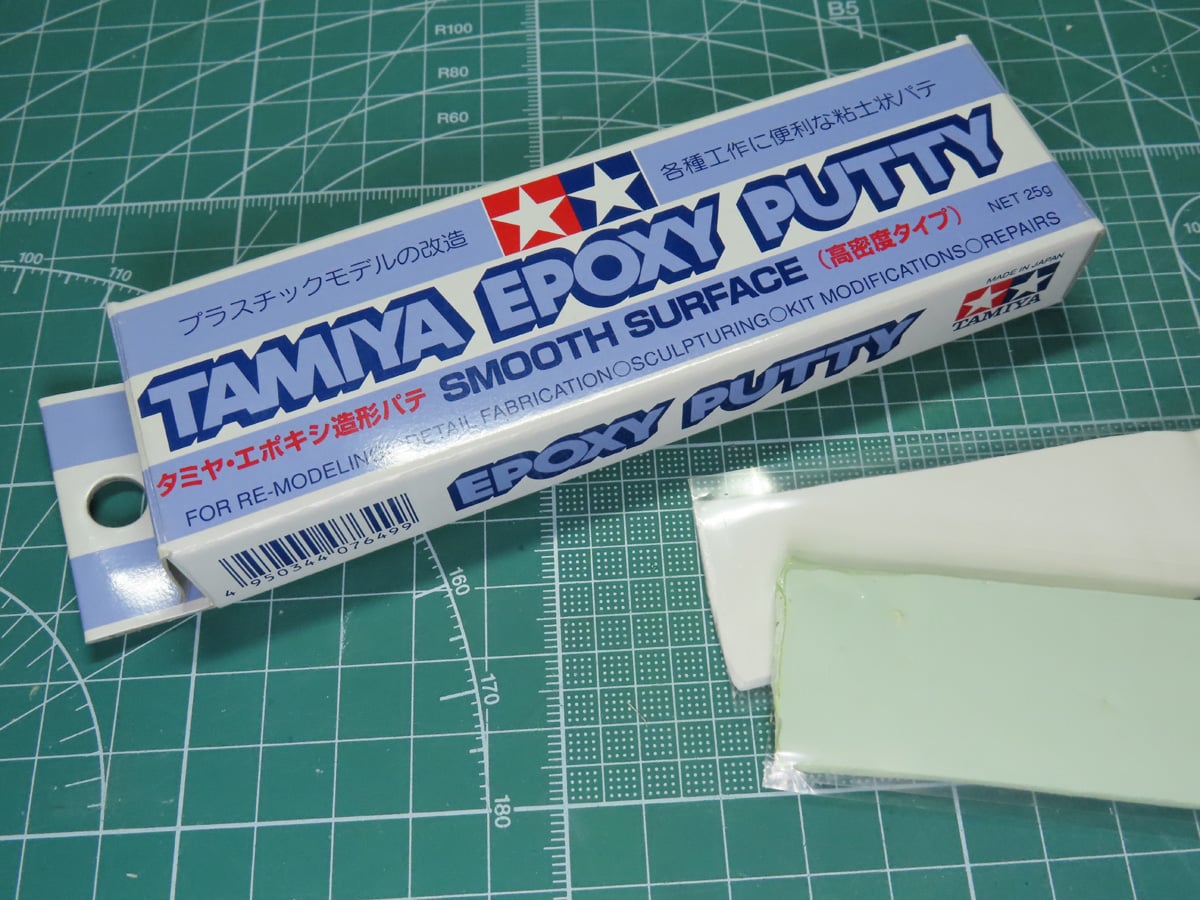 B5
R100
R80
R60
100
110
プラスチックモデルの改造
各種工作に便利な粘土状パテ
TAMIYA EPOXY PUTTY
タミヤ・エポキシ造形パテ SMOOTH SURFACE (高密度タイプ) NET 25g
FOR RE-MODELING○DETAIL FABRICATION○SCULPTURING○KIT MODIFICATIONS○REPAIRS
EPOXY PUTTY
MADE IN JAPAN
TAMIYA
4 950344 076499
160
170
180